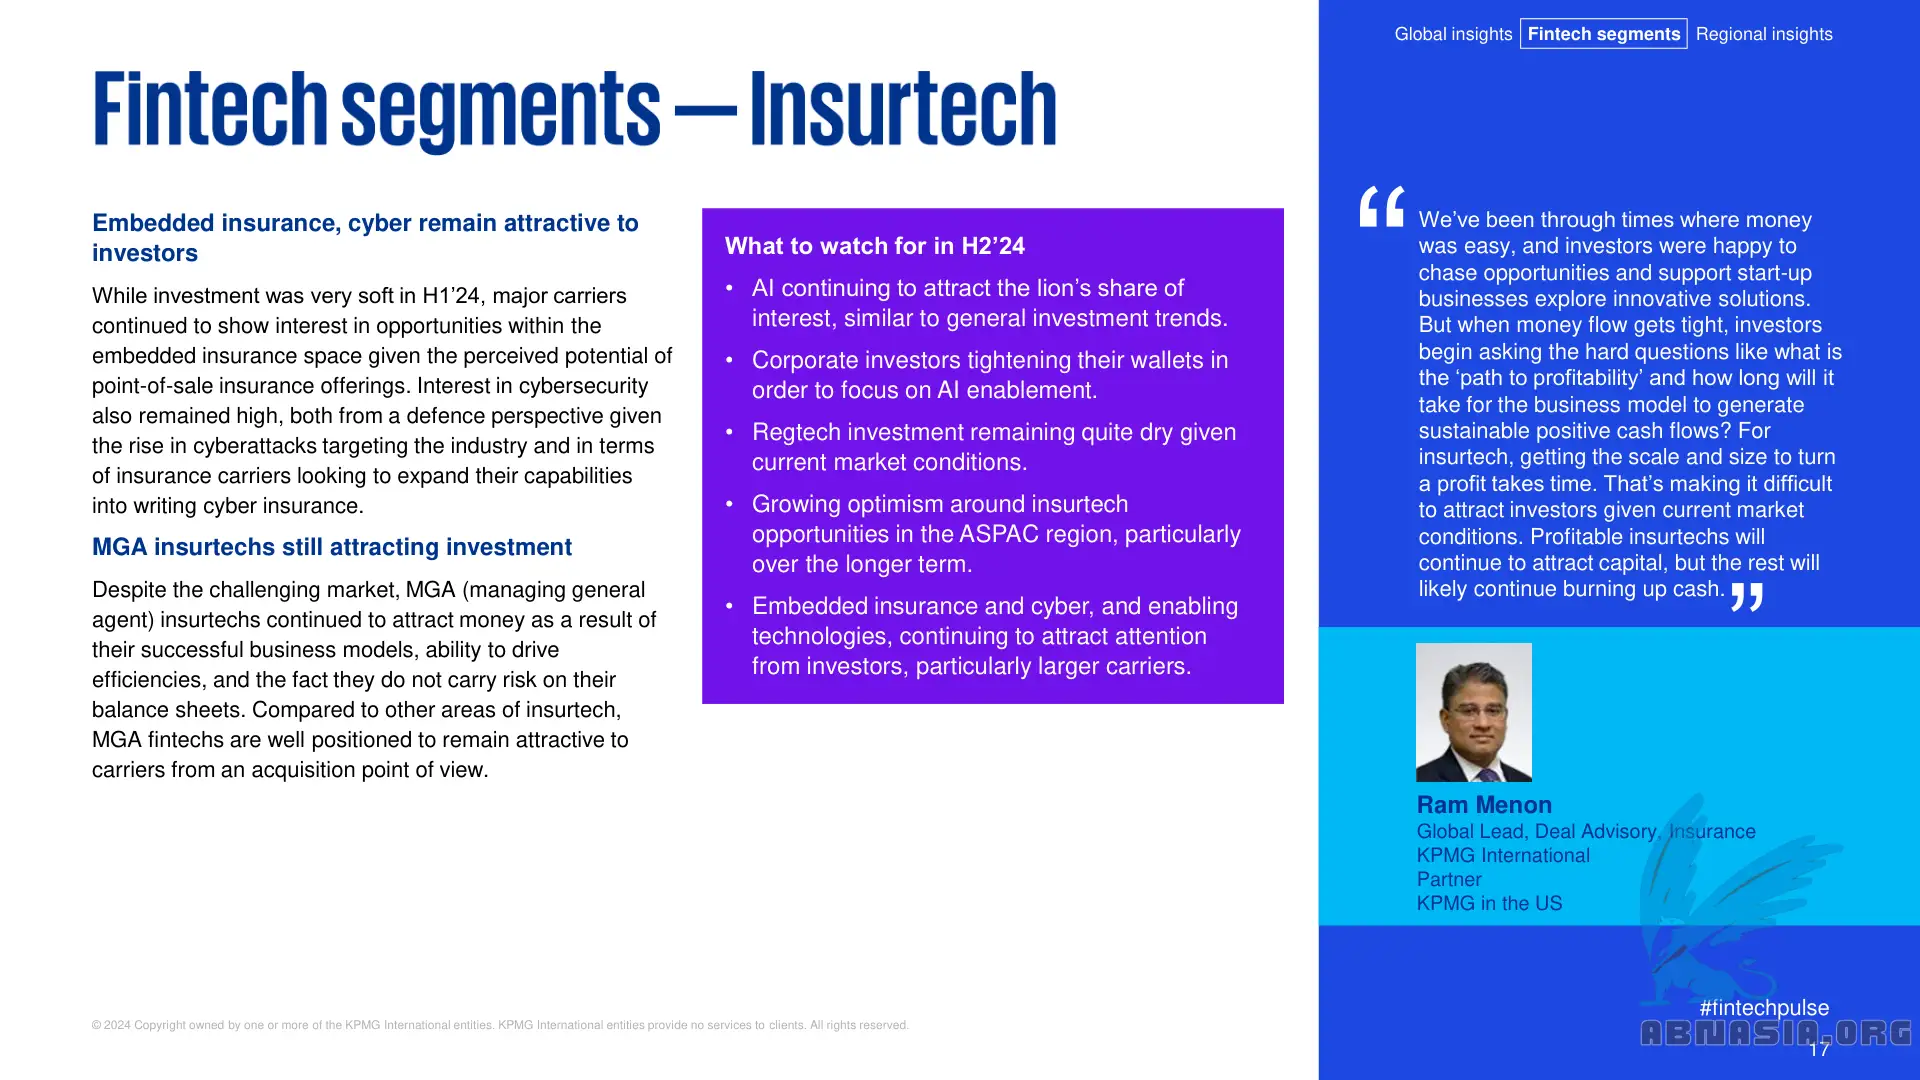 Global insights
Fintech segments
Regional insights
Fintech segments — Insurtech
Embedded insurance, cyber remain attractive to
investors
While investment was very soft in H1’24, major carriers
continued to show interest in opportunities within the
embedded insurance space given the perceived potential of
point-of-sale insurance offerings. Interest in cybersecurity
also remained high, both from a defence perspective given
the rise in cyberattacks targeting the industry and in terms
of insurance carriers looking to expand their capabilities
into writing cyber insurance.
MGA insurtechs still attracting investment
Despite the challenging market, MGA (managing general
agent) insurtechs continued to attract money as a result of
their successful business models, ability to drive
efficiencies, and the fact they do not carry risk on their
balance sheets. Compared to other areas of insurtech,
MGA fintechs are well positioned to remain attractive to
carriers from an acquisition point of view.
What to watch for in H2’24
• AI continuing to attract the lion’s share of
interest, similar to general investment trends.
• Corporate investors tightening their wallets in
order to focus on AI enablement.
• Regtech investment remaining quite dry given
current market conditions.
• Growing optimism around insurtech
opportunities in the ASPAC region, particularly
over the longer term.
• Embedded insurance and cyber, and enabling
technologies, continuing to attract attention
from investors, particularly larger carriers.
“We’ve been through times where money
was easy, and investors were happy to
chase opportunities and support start-up
businesses explore innovative solutions.
But when money flow gets tight, investors
begin asking the hard questions like what is
the ‘path to profitability’ and how long will it
take for the business model to generate
sustainable positive cash flows? For
insurtech, getting the scale and size to turn
a profit takes time. That’s making it difficult
to attract investors given current market
conditions. Profitable insurtechs will
continue to attract capital, but the rest will
likely continue burning up cash.”
Ram Menon
Global Lead, Deal Advisory, Insurance
KPMG International
Partner
KPMG in the US
© 2024 Copyright owned by one or more of the KPMG International entities. KPMG International entities provide no services to clients. All rights reserved.
#fintechpulse
ABNASIA.ORG
17